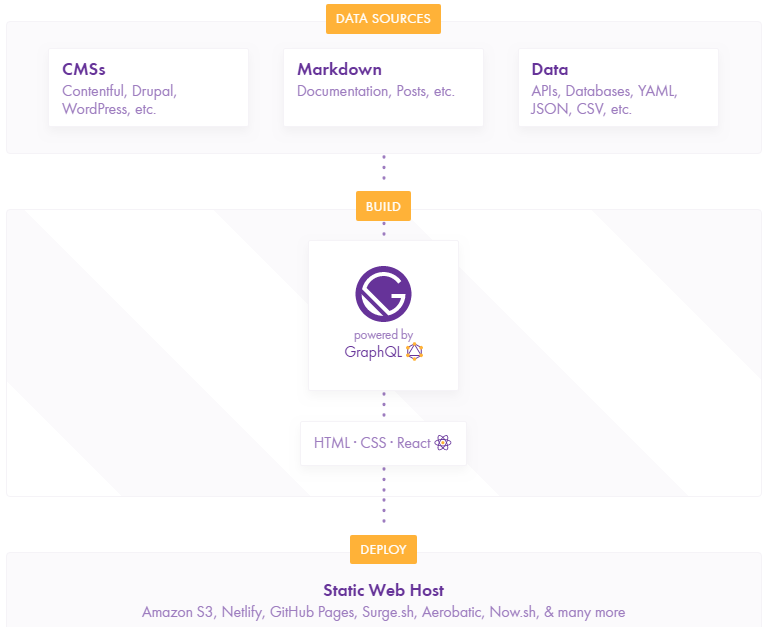 DATA SOURCES
CMSs
Contentful, Drupal,
WordPress, etc.
Markdown
Documentation, Posts, etc.
Data
APIs, Databases, YAML,
JSON, CSV, etc.
BUILD
powered by
GraphQL
HTML · CSS · React
DEPLOY
Static Web Host
Amazon S3, Netlify, GitHub Pages, Surge.sh, Aerobatic, Now.sh, & many more